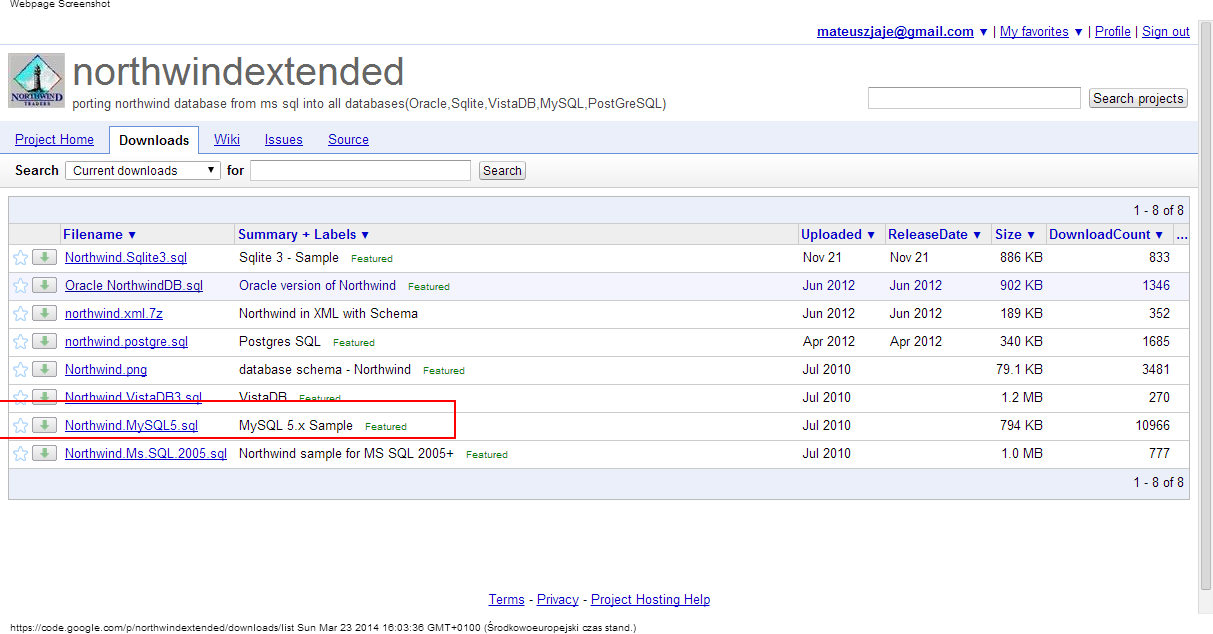 Webpage Screenshot
mateuszjaje@gmail.com ▼ | My favorites ▼ | Profile | Sign out
NORTHWIND
TRADERS
northwindextended
porting northwind database from ms sql into all databases(Oracle,Sqlite,VistaDB,MySQL,PostGreSQL)
Search projects
Project Home Downloads Wiki Issues Source
Search Current downloads ▼ for Search
1 - 8 of 8
Filename ▼ Summary + Labels ▼ Uploaded ▼ ReleaseDate ▼ Size ▼ DownloadCount ▼ ...
Northwind.Sqlite3.sql Sqlite 3 - Sample Featured Nov 21 Nov 21 886 KB 833
Oracle NorthwindDB.sql Oracle version of Northwind Featured Jun 2012 Jun 2012 902 KB 1346
northwind.xml.7z Northwind in XML with Schema Jun 2012 Jun 2012 189 KB 352
northwind.postgre.sql Postgres SQL Featured Apr 2012 Apr 2012 340 KB 1685
Northwind.png database schema - Northwind Featured Jul 2010 79.1 KB 3481
Northwind.VistaDB3.sql VistaDB Featured Jul 2010 1.2 MB 270
Northwind.MySQL5.sql MySQL 5.x Sample Featured Jul 2010 794 KB 10966
Northwind.Ms.SQL.2005.sql Northwind sample for MS SQL 2005+ Featured Jul 2010 1.0 MB 777
1 - 8 of 8
Terms - Privacy - Project Hosting Help
https://code.google.com/p/northwindextended/downloads/list Sun Mar 23 2014 16:03:36 GMT+0100 (Środkowoeuropejski czas stand.)